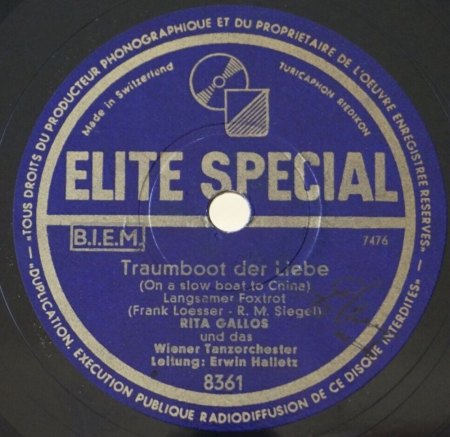 — "TOUS DROITS DU PRODUCTEUR PHONOGRAPHIQUE ET DU PROPRIETAIRE DE L'OEUVRE ENREGISTREE RESERVES" —
Made in Switzerland
TURICAPHON RIEDIKON
ELITE SPECIAL
B.I.E.M.
7476
Traumboot der Liebe
(On a slow boat to China)
Langsamer Foxtrot
(Frank Loesser - R. M. Siegel)
RITA GALLOS
und das
Wiener Tanzorchester
Leitung: Erwin Halletz
8361
"DUPLICATION, EXECUTION PUBLIQUE RADIODIFFUSION DE CE DISQUE INTERDITES."